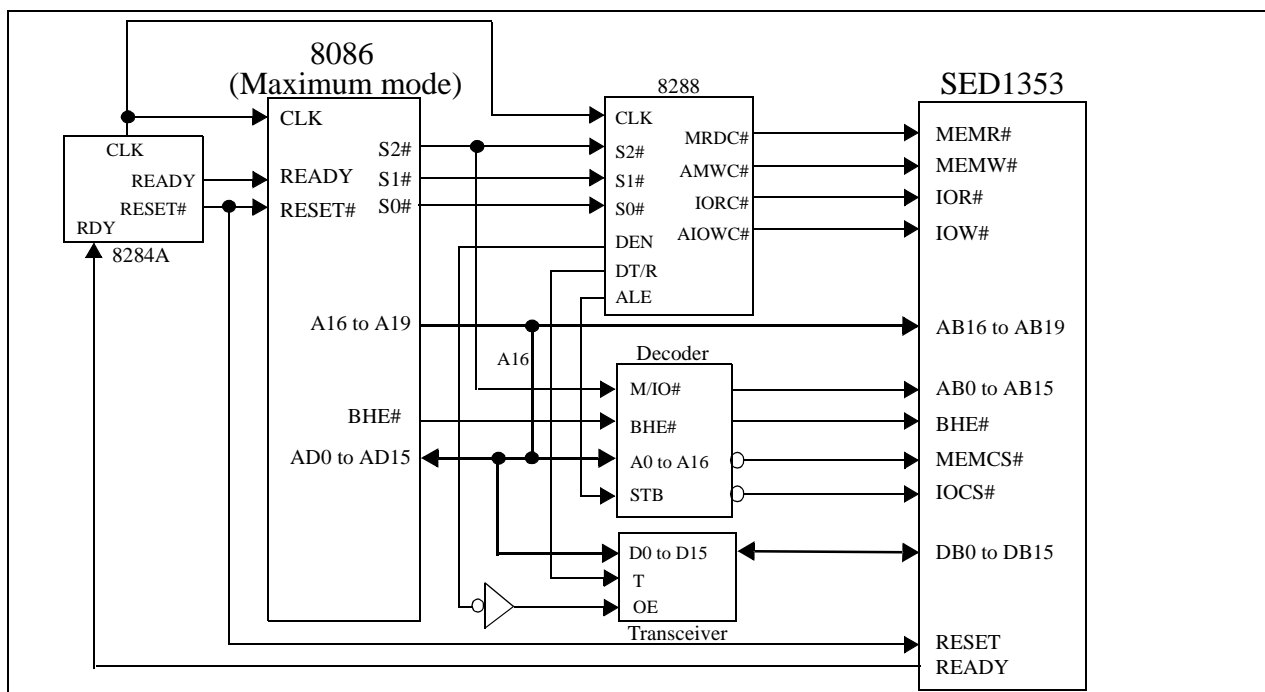 8086
(Maximum mode)
CLK
READY
RESET#
S2#
S1#
S0#
A16 to A19
BHE#
AD0 to AD15
CLK
READY
RESET#
RDY
8284A
8288
CLK
S2#
S1#
S0#
DEN
DT/R
ALE
MRDC#
AMWC#
IORC#
AIOWC#
A16
Decoder
M/IO#
BHE#
A0 to A16
STB
D0 to D15
T
OE
Transceiver
SED1353
MEMR#
MEMW#
IOR#
IOW#
AB16 to AB19
AB0 to AB15
BHE#
MEMCS#
IOCS#
DB0 to DB15
RESET
READY